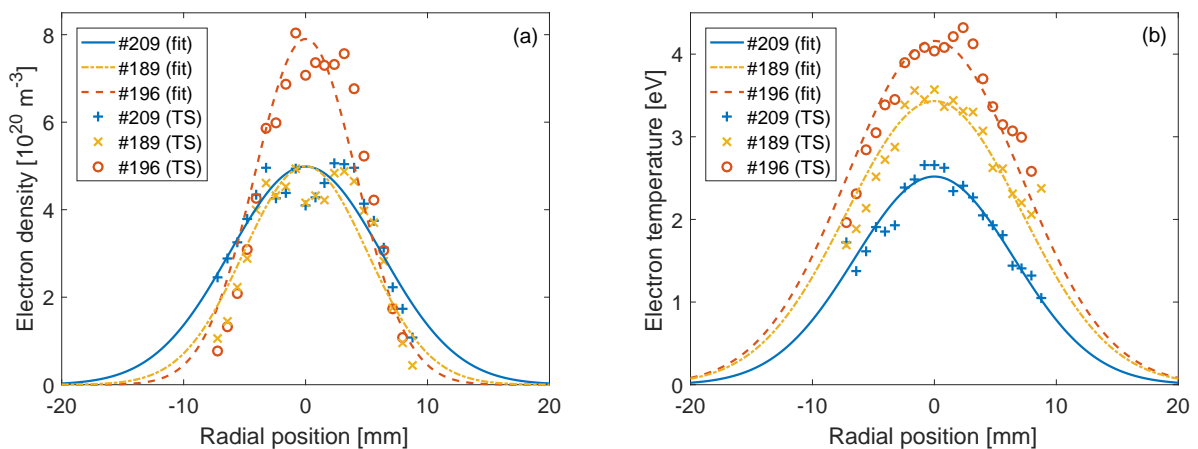 (a)
#209 (fit)
#189 (fit)
#196 (fit)
#209 (TS)
#189 (TS)
#196 (TS)
8
6
4
2
0
Electron density [10²⁰ m⁻³]
-20 -10 0 10 20
Radial position [mm]
(b)
#209 (fit)
#189 (fit)
#196 (fit)
#209 (TS)
#189 (TS)
#196 (TS)
4
3
2
1
0
Electron temperature [eV]
-20 -10 0 10 20
Radial position [mm]